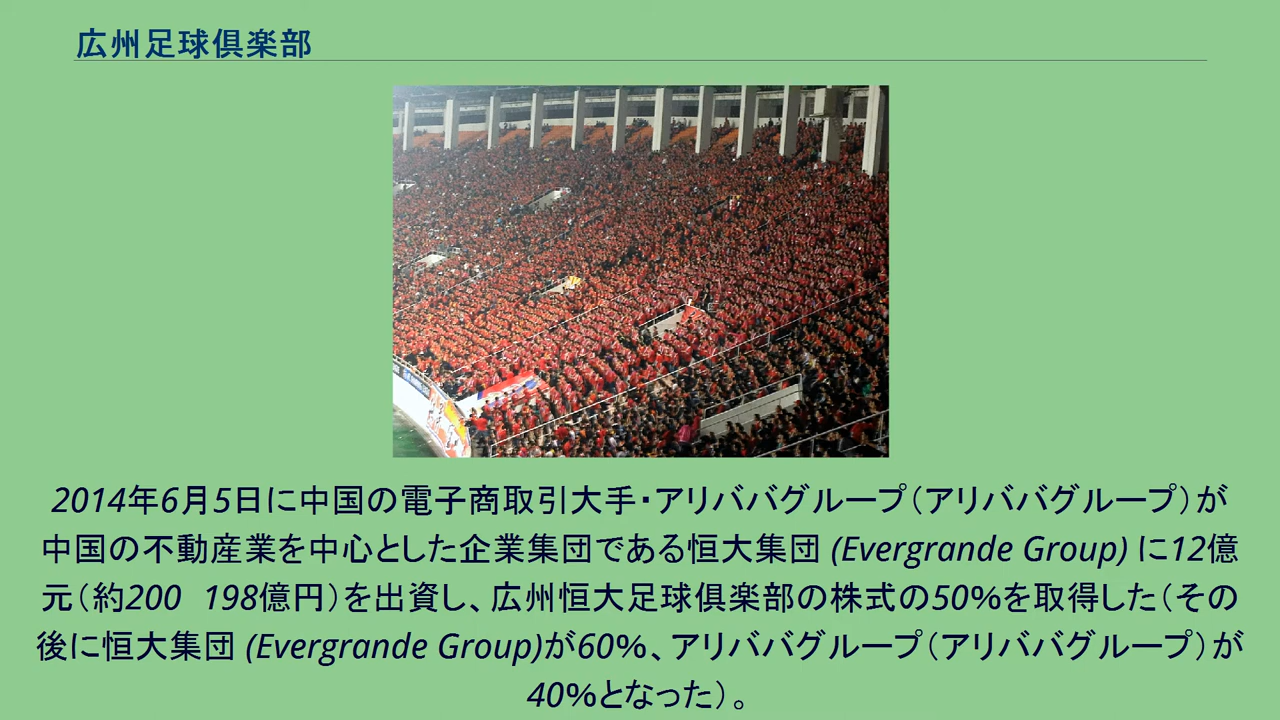 広州足球倶楽部
2014年6月5日に中国の電子商取引大手・アリババグループ（アリババグループ）が
中国の不動産業を中心とした企業集団である恒大集団 (Evergrande Group) に12億
元（約200 198億円）を出資し、広州恒大足球倶楽部の株式の50%を取得した（その
後に恒大集団 (Evergrande Group)が60%、アリババグループ（アリババグループ）が
40%となった）。